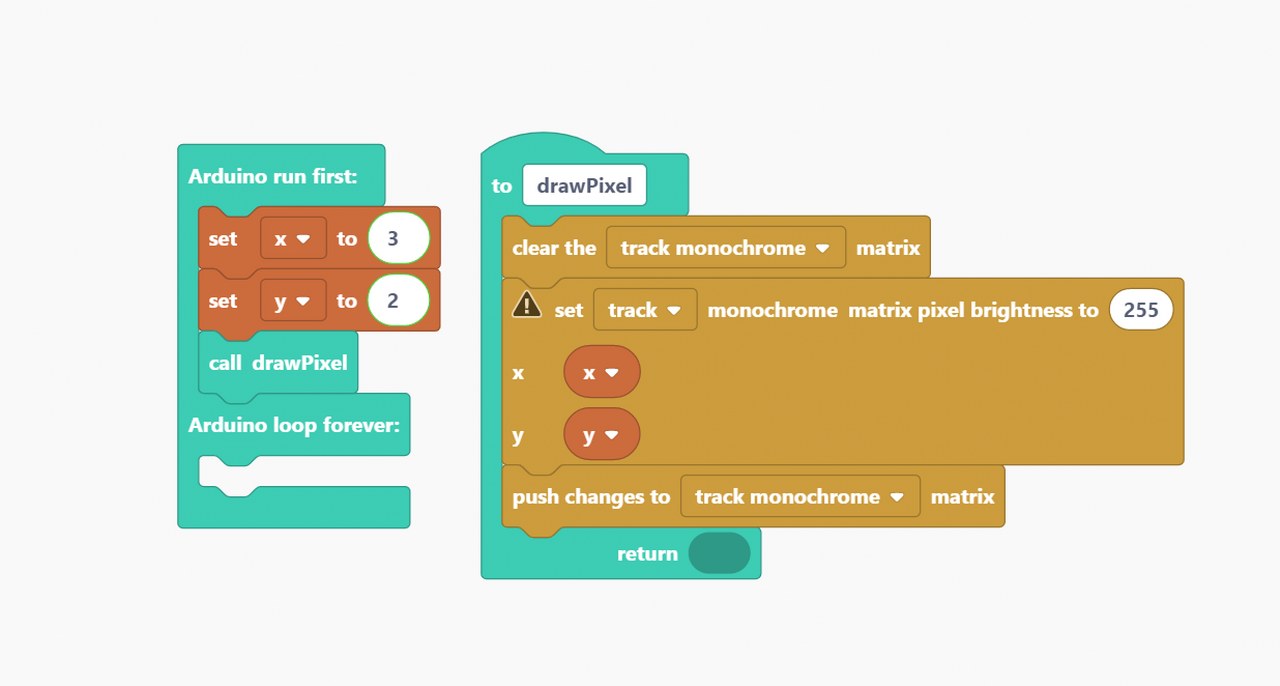 Arduino run first:
set x to 3
set y to 2
call drawPixel
Arduino loop forever:
to drawPixel
clear the track monochrome matrix
set track monochrome matrix pixel brightness to 255
x x
y y
push changes to track monochrome matrix
return